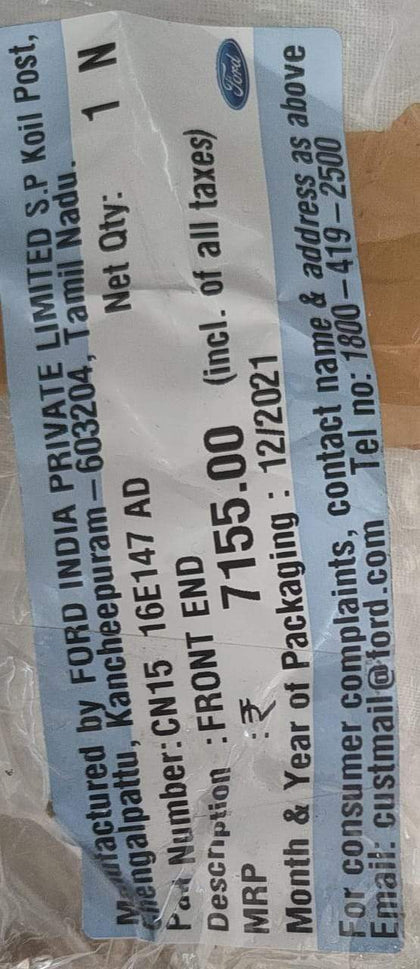 Manufactured by FORD INDIA PRIVATE LIMITED S.P Koil Post,
Chengalpattu, Kancheepuram-603204, Tamil Nadu.
Part Number:CN15 16E147 AD Net Qty: 1 N
Description :FRONT END
MRP :₹ 7155.00 (incl. of all taxes)
Ford
Month & Year of Packaging : 12/2021
For consumer complaints, contact name & address as above
Email: custmail@ford.com Tel no: 1800-419-2500